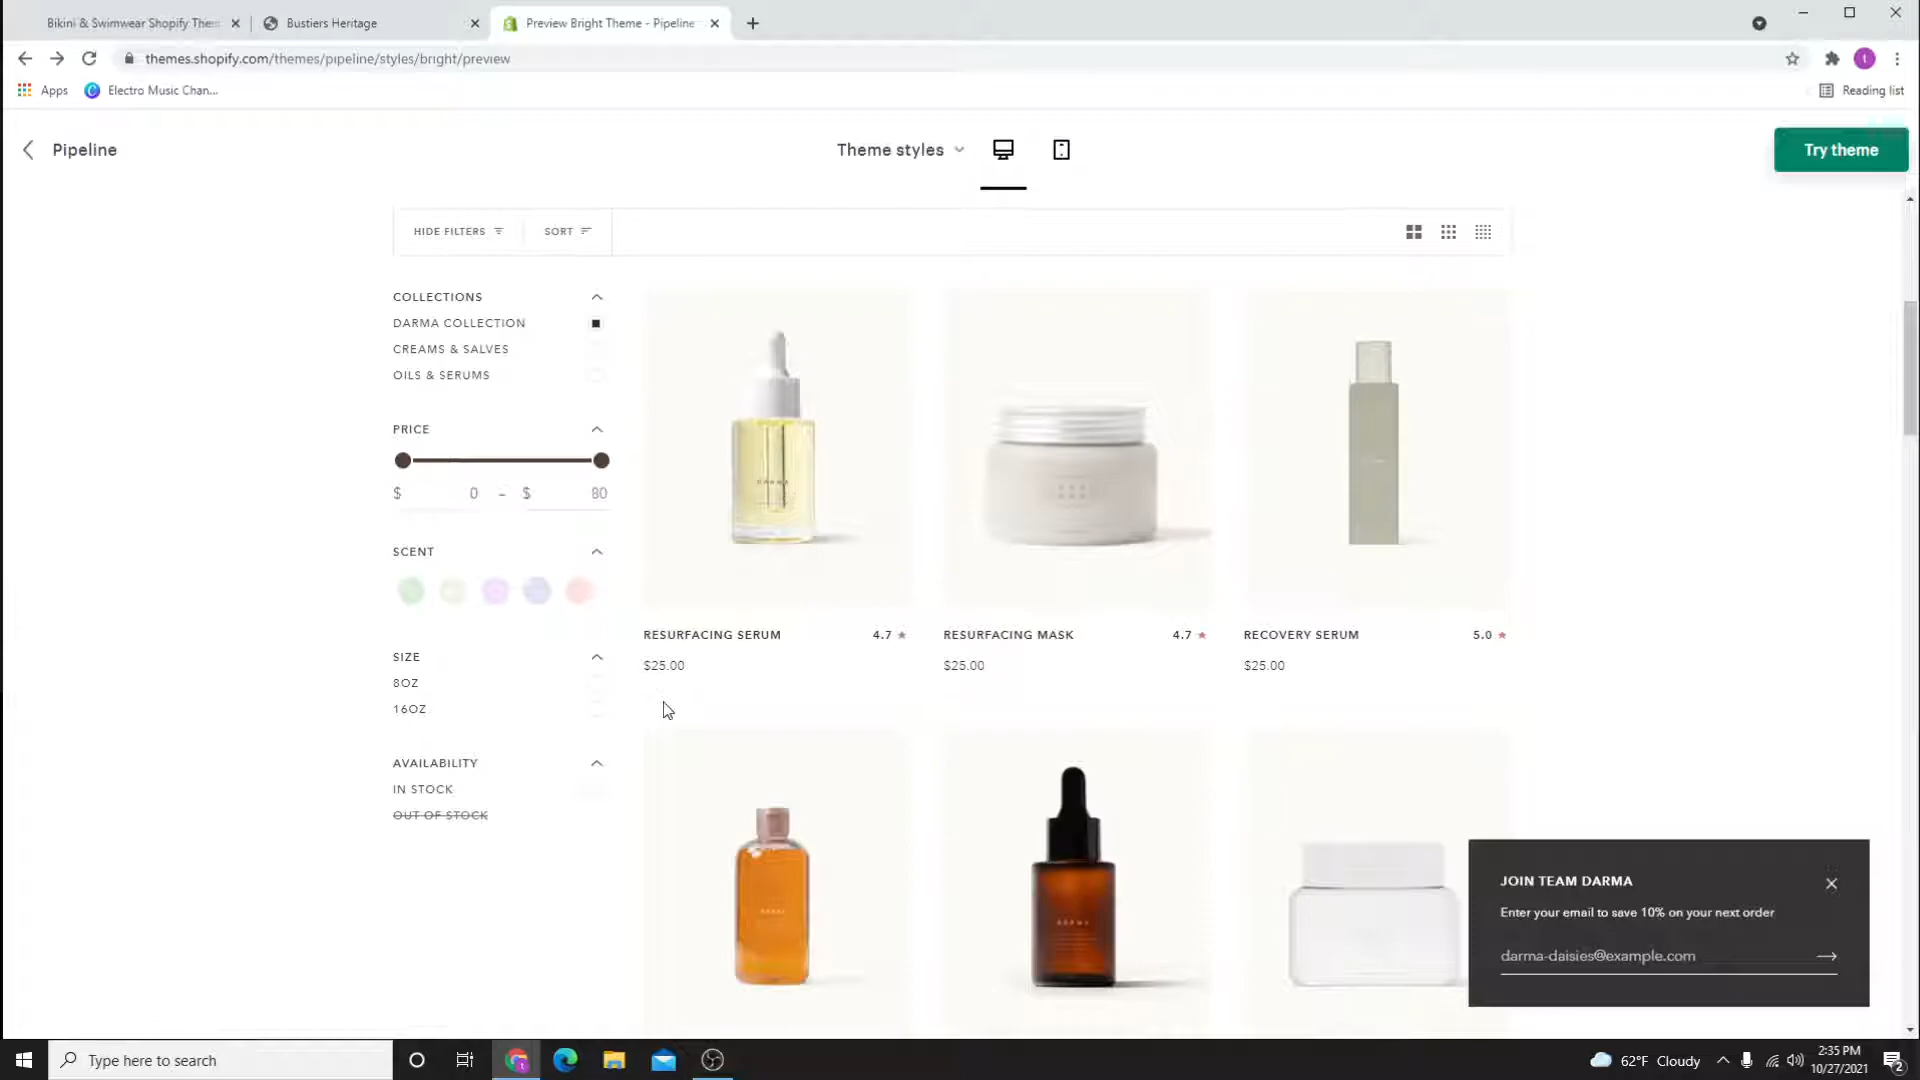 Bikini & Swimwear Shopify Them
Bustiers Heritage
Preview Bright Theme - Pipeline
themes.shopify.com/themes/pipeline/styles/bright/preview
t
Apps
Electro Music Chan...
Reading list
Pipeline
Theme styles
Try theme
HIDE FILTERS
SORT
COLLECTIONS
DARMA COLLECTION
CREAMS & SALVES
OILS & SERUMS
PRICE
$ 0 - $ 80
SCENT
SIZE
8OZ
16OZ
AVAILABILITY
IN STOCK
OUT OF STOCK
RESURFACING SERUM 4.7
$25.00
RESURFACING MASK 4.7
$25.00
RECOVERY SERUM 5.0
$25.00
JOIN TEAM DARMA
Enter your email to save 10% on your next order
darma-daisies@example.com
Type here to search
62°F Cloudy
2:35 PM
10/27/2021
2